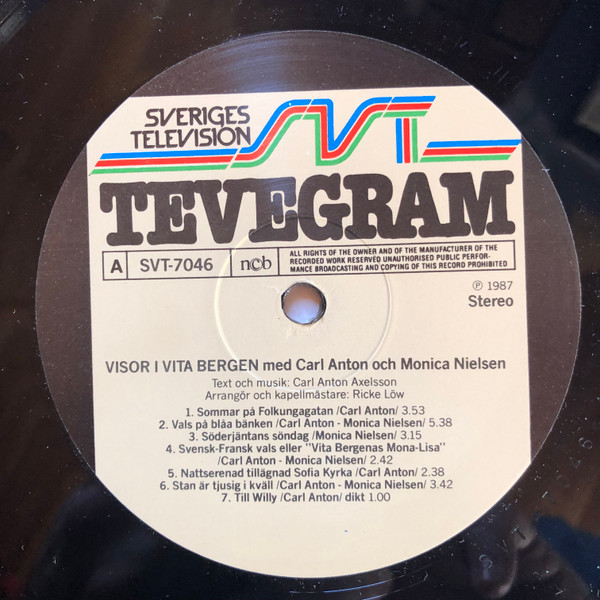 SVERIGES
TELEVISION
SVT
TEVEGRAM
A SVT-7046 ncb
ALL RIGHTS OF THE OWNER AND OF THE MANUFACTURER OF THE
RECORDED WORK RESERVED UNAUTHORISED PUBLIC PERFOR-
MANCE BROADCASTING AND COPYING OF THIS RECORD PROHIBITED
℗ 1987
Stereo
VISOR I VITA BERGEN med Carl Anton och Monica Nielsen
Text och musik: Carl Anton Axelsson
Arrangör och kapellmästare: Ricke Löw
1. Sommar på Folkungagatan /Carl Anton/ 3.53
2. Vals på blåa bänken /Carl Anton - Monica Nielsen/ 5.38
3. Söderjäntans söndag /Monica Nielsen/ 3.15
4. Svensk-Fransk vals eller "Vita Bergenas Mona-Lisa"
/Carl Anton - Monica Nielsen/ 2.42
5. Nattserenad tillägnad Sofia Kyrka /Carl Anton/ 2.38
6. Stan är tjusig i kväll /Carl Anton - Monica Nielsen/ 3.42
7. Till Willy /Carl Anton/ dikt 1.00